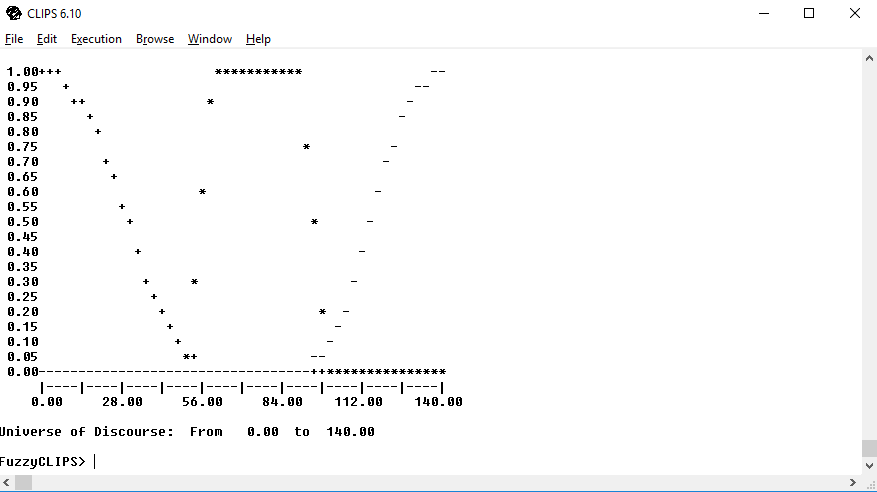 CLIPS 6.10
File Edit Execution Browse Window Help
 1.00+++                   ***********                --
 0.95   +                                           --
 0.90    ++               *                        -
 0.85      +                                      -
 0.80       +
 0.75                                 *          -
 0.70        +                                  -
 0.65         +
 0.60                    *                     -
 0.55          +
 0.50           +                      *      -
 0.45
 0.40            +                           -
 0.35
 0.30             +     *                   -
 0.25              +
 0.20               +                   *  -
 0.15                +                    -
 0.10                 +                  -
 0.05                  *+              --
 0.00----------------------------------++***************
     |----|----|----|----|----|----|----|----|----|----|
    0.00     28.00     56.00     84.00     112.00    140.00
Universe of Discourse:  From   0.00  to  140.00
FuzzyCLIPS>